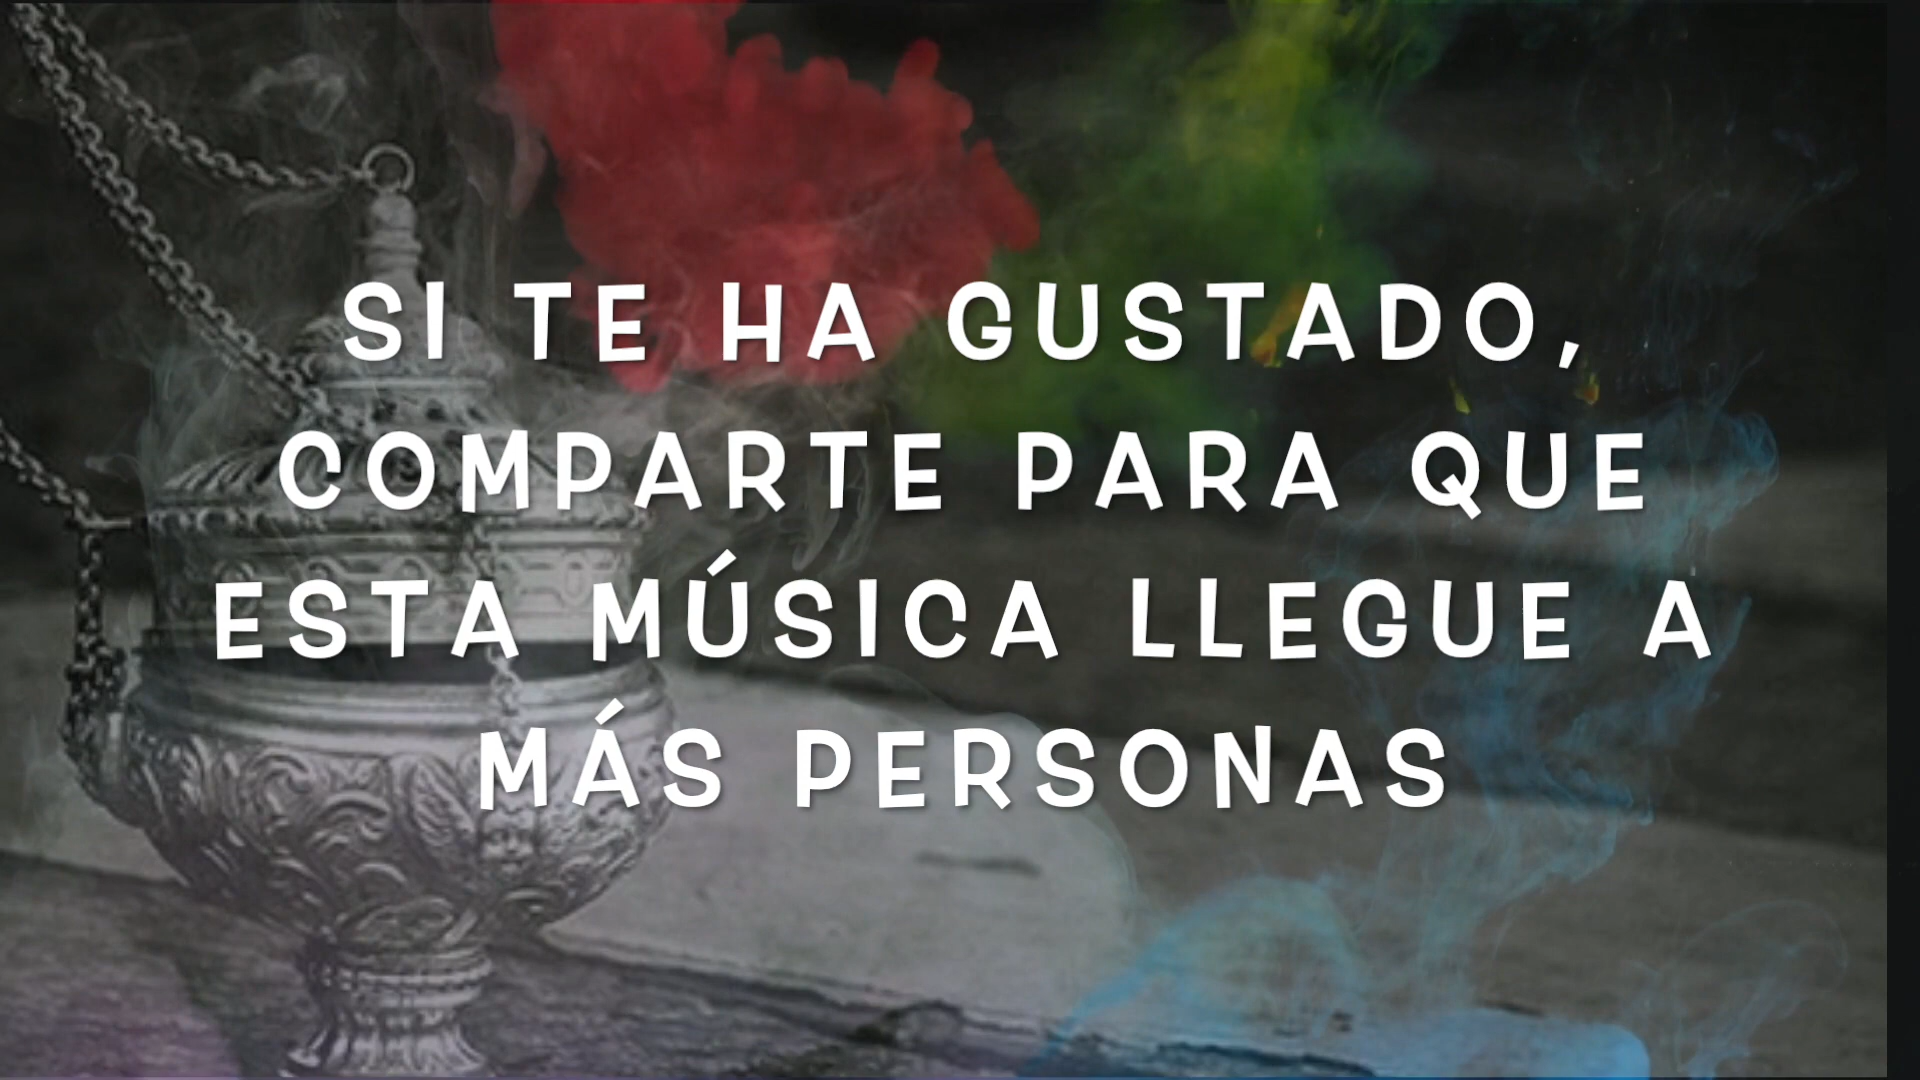 SI TE HA GUSTADO,
COMPARTE PARA QUE
ESTA MÚSICA LLEGUE A
MÁS PERSONAS